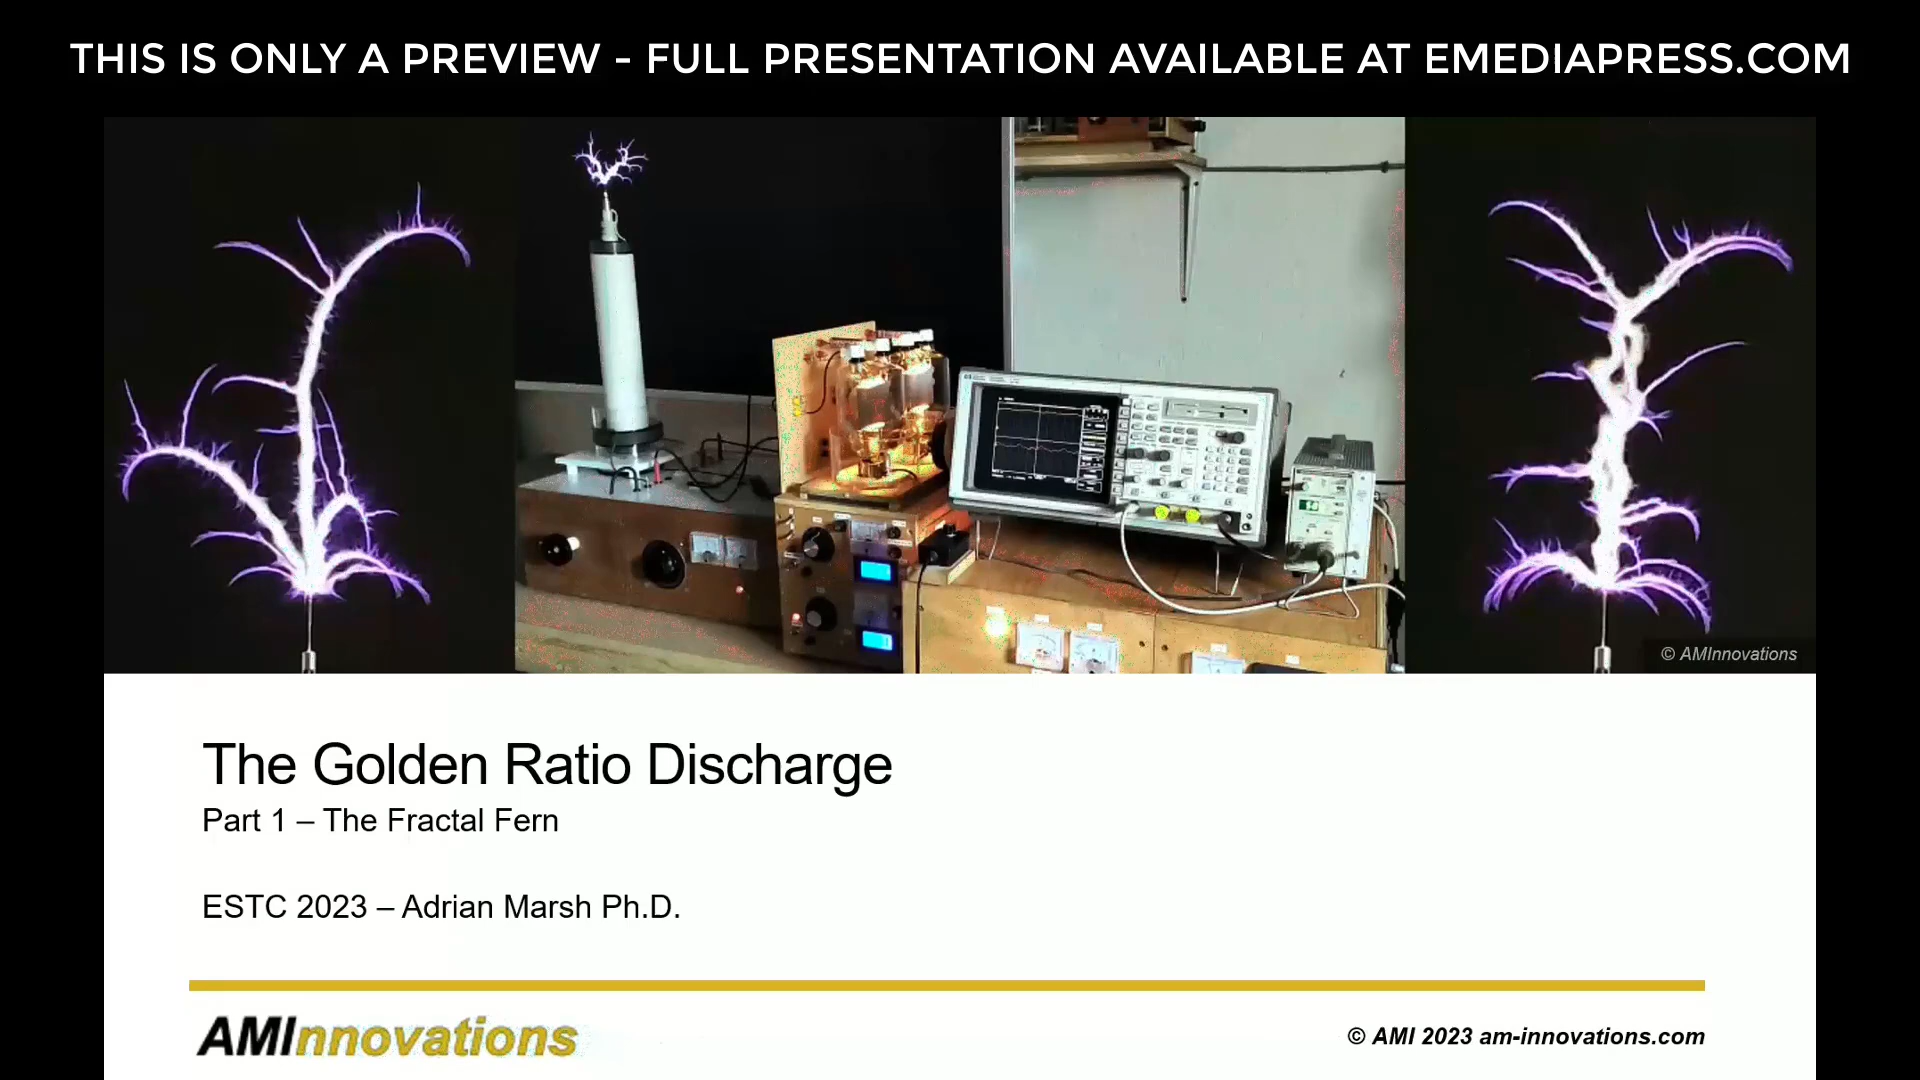 THIS IS ONLY A PREVIEW - FULL PRESENTATION AVAILABLE AT EMEDIAPRESS.COM
© AMInnovations
The Golden Ratio Discharge
Part 1 – The Fractal Fern
ESTC 2023 – Adrian Marsh Ph.D.
AMInnovations
© AMI 2023 am-innovations.com